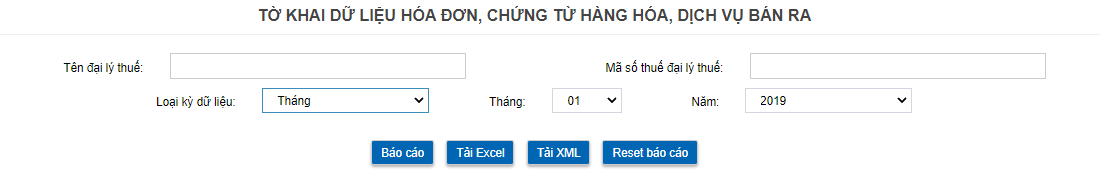 TỜ KHAI DỮ LIỆU HÓA ĐƠN, CHỨNG TỪ HÀNG HÓA, DỊCH VỤ BÁN RA
Tên đại lý thuế: Mã số thuế đại lý thuế:
Loại kỳ dữ liệu: Tháng Tháng: 01 Năm: 2019
Báo cáo Tải Excel Tải XML Reset báo cáo